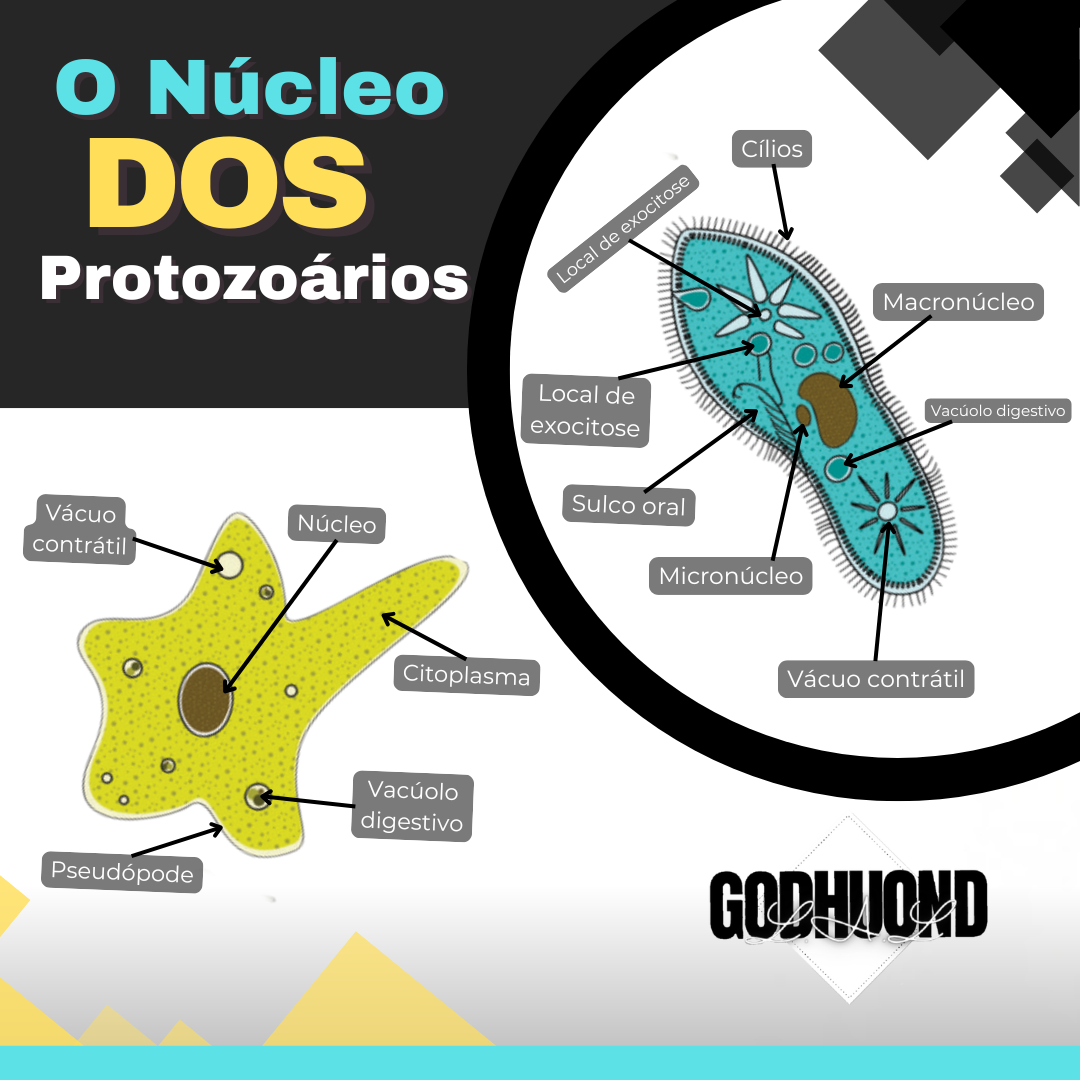 O Núcleo
DOS
Protozoários
Cílios
Local de exocitose
Macronúcleo
Local de
exocitose
Vacúolo digestivo
Sulco oral
Micronúcleo
Vácuo contrátil
Vácuo
contrátil
Núcleo
Citoplasma
Vacúolo
digestivo
Pseudópode
GODHUOND
LAL